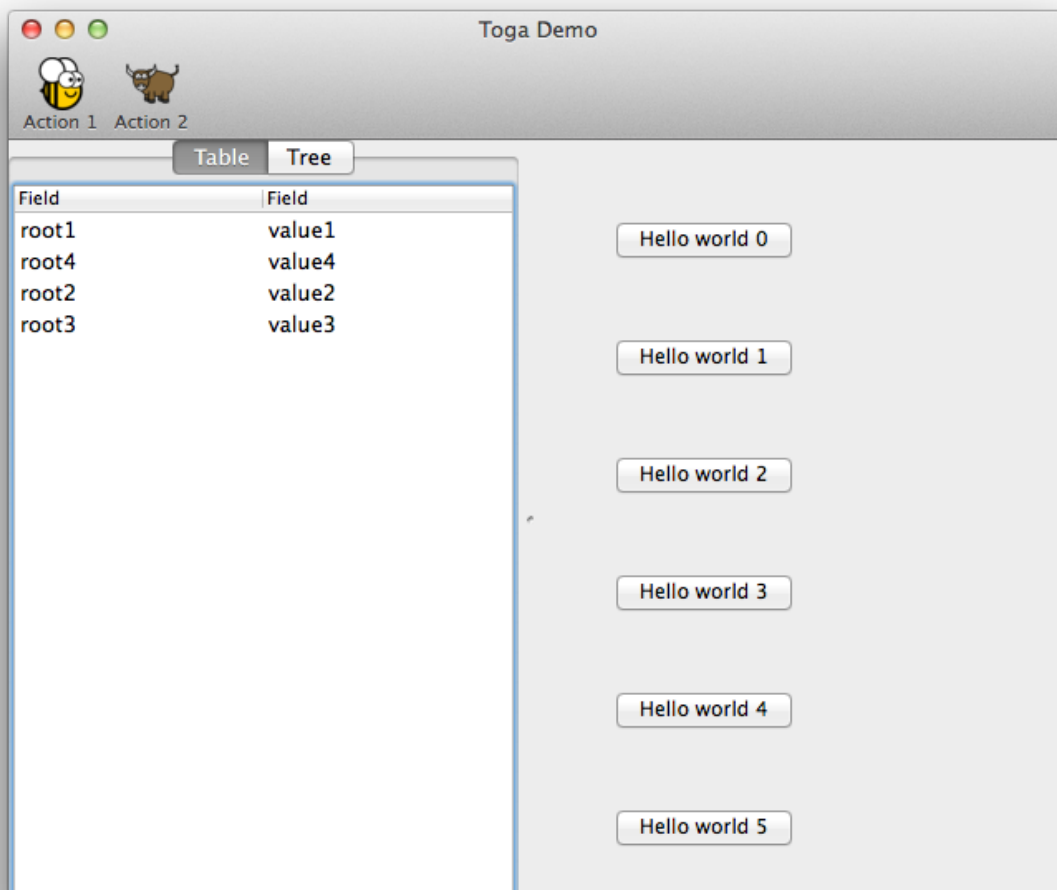 Toga Demo
Action 1 Action 2
Table Tree
Field Field
root1 value1
root4 value4
root2 value2
root3 value3
Hello world 0
Hello world 1
Hello world 2
Hello world 3
Hello world 4
Hello world 5